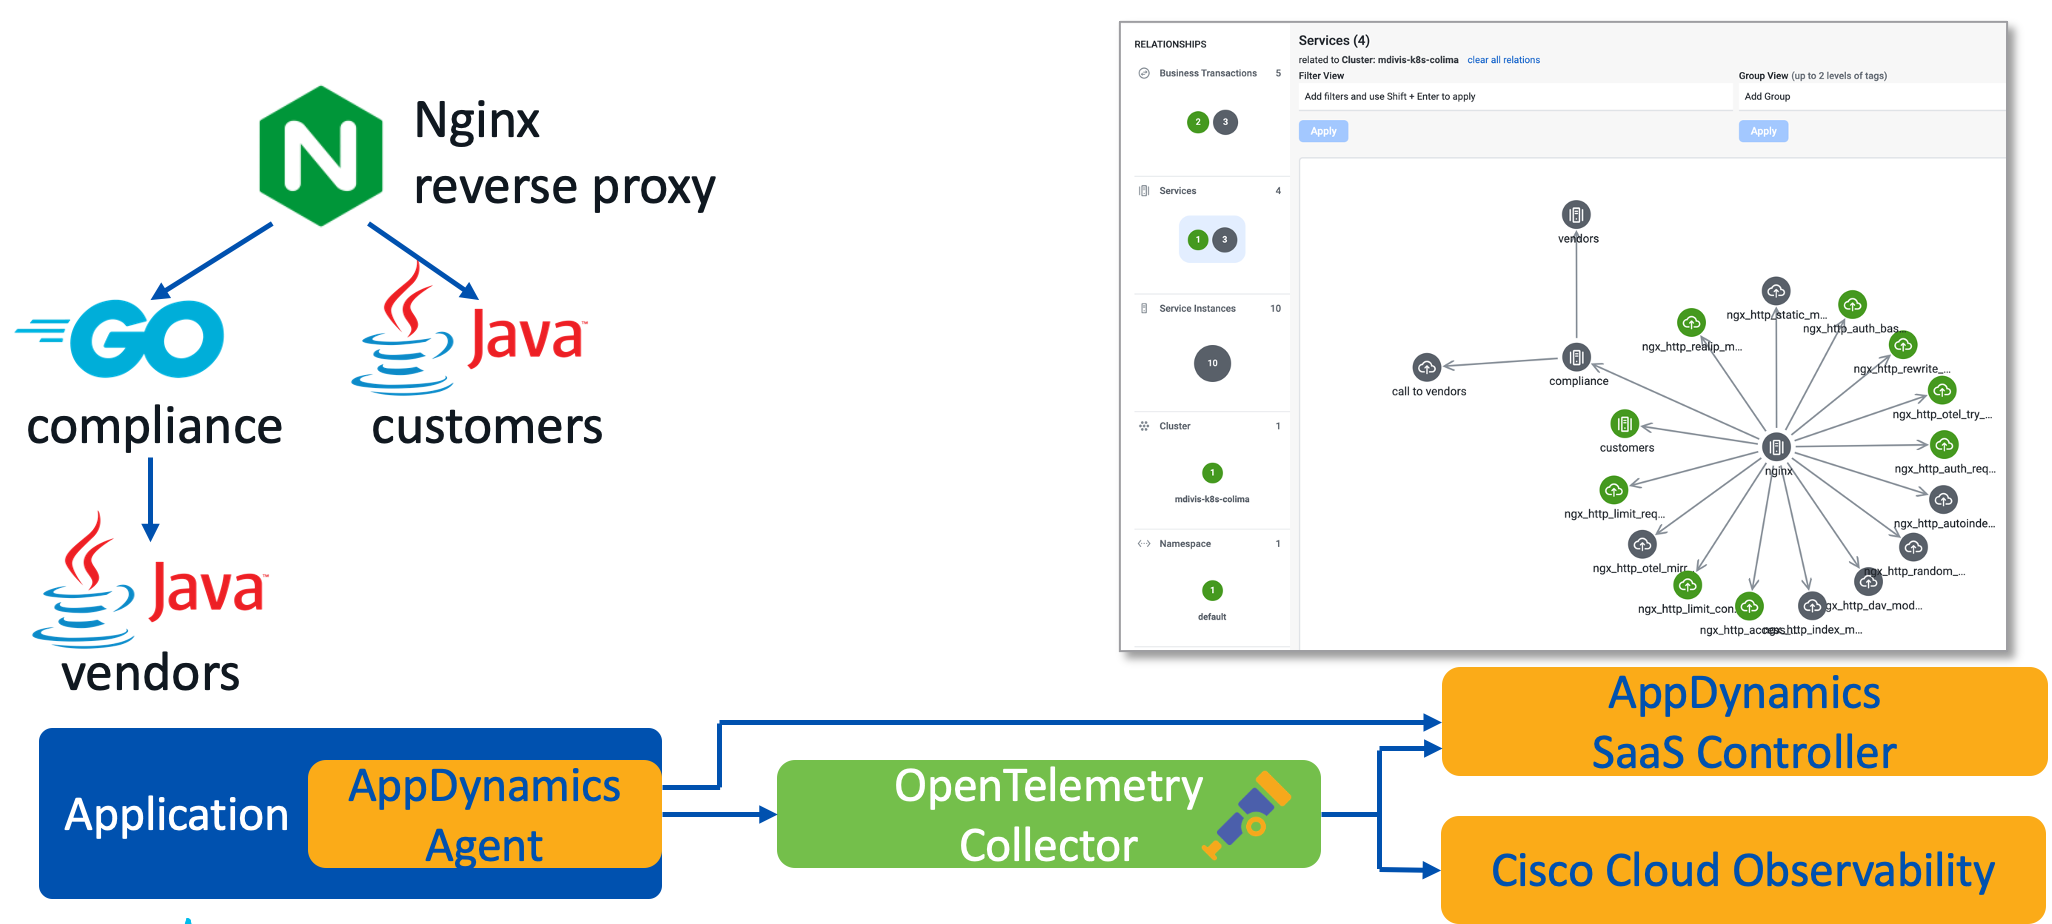 Nginx
reverse proxy
GO
compliance
Java™
customers
Java™
vendors
RELATIONSHIPS
Business Transactions 5
2 3
Services 4
1 3
Service Instances 10
10
Cluster 1
1
mdivis-k8s-colima
Namespace 1
1
default
Services (4)
related to Cluster: mdivis-k8s-colima clear all relations
Filter View
Add filters and use Shift + Enter to apply
Apply
Group View (up to 2 levels of tags)
Add Group
Apply
vendors
ngx_http_static_m...
ngx_http_auth_bas...
ngx_http_realip_m...
ngx_http_rewrite_...
compliance
call to vendors
ngx_http_otel_try_...
customers
nginx
ngx_http_auth_req...
ngx_http_limit_req...
ngx_http_autoinde...
ngx_http_otel_mirr...
ngx_http_random_...
ngx_http_limit_con...
ngx_http_dav_mod...
ngx_http_access_...
ngx_http_index_m...
Application
AppDynamics
Agent
OpenTelemetry
Collector
AppDynamics
SaaS Controller
Cisco Cloud Observability